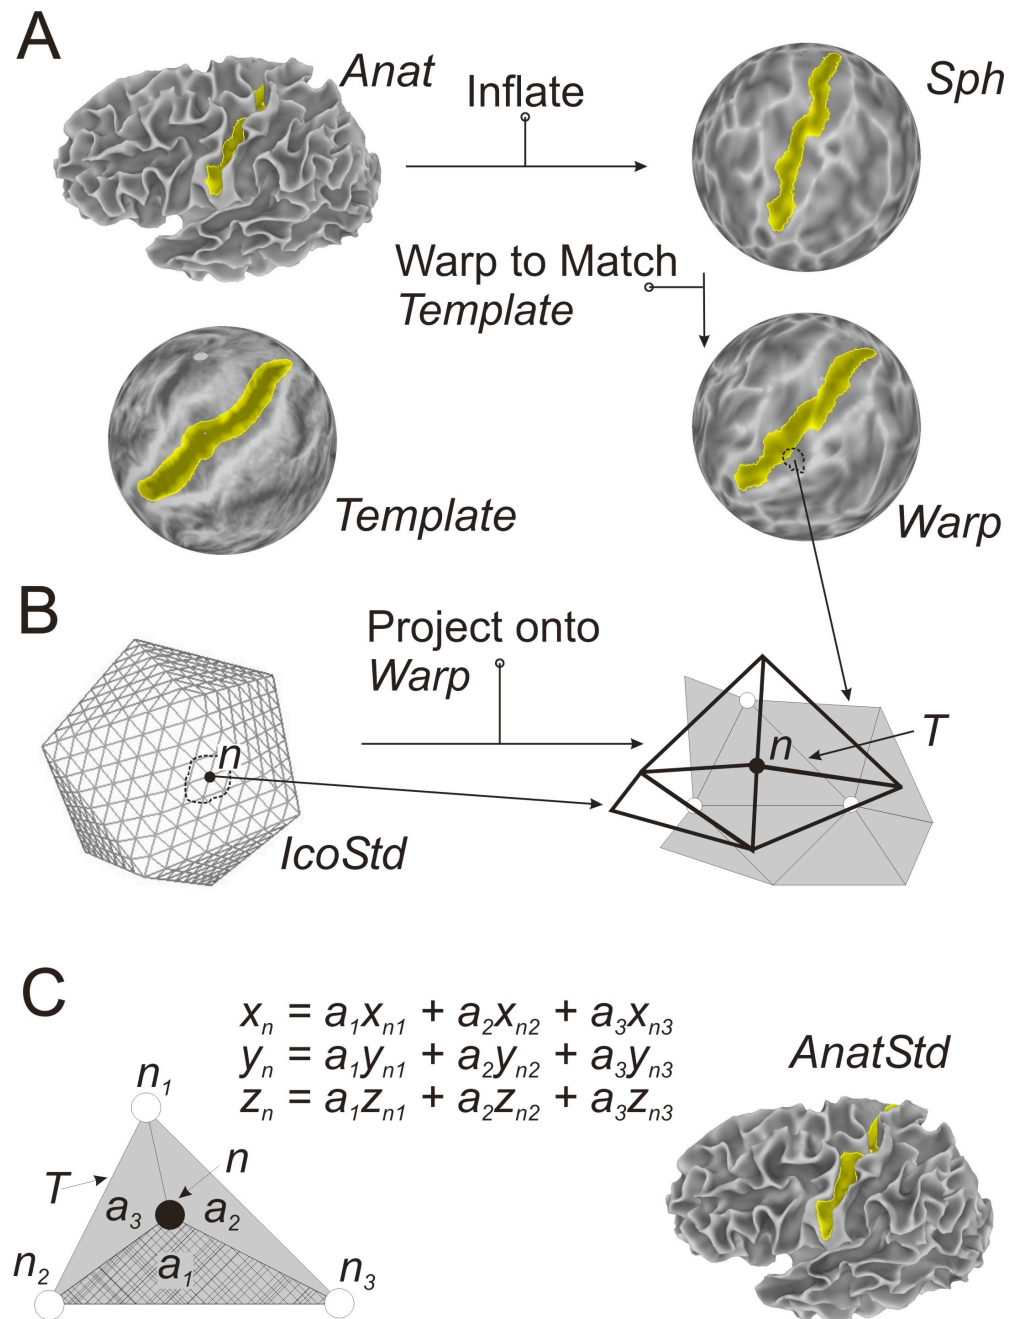 A
Anat
Inflate
Sph
Warp to Match
Template
Template
Warp
B
Project onto
Warp
n
n
T
IcoStd
C
xₙ = a₁xₙ₁ + a₂xₙ₂ + a₃xₙ₃
yₙ = a₁yₙ₁ + a₂yₙ₂ + a₃yₙ₃
zₙ = a₁zₙ₁ + a₂zₙ₂ + a₃zₙ₃
AnatStd
n₁
n
T
a₃
a₂
n₂
a₁
n₃